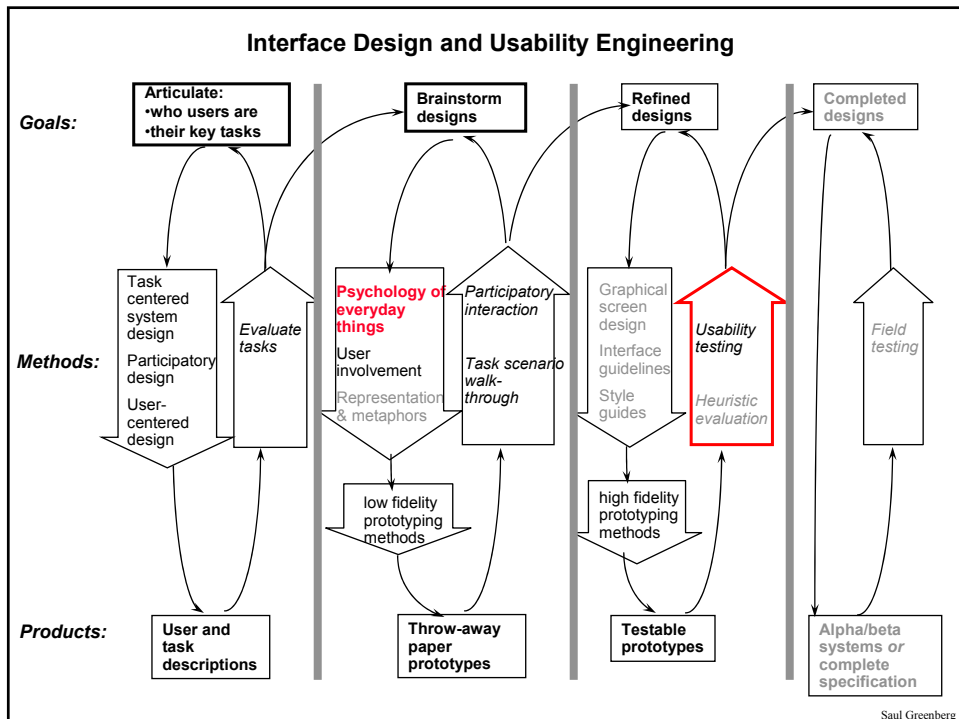 Interface Design and Usability Engineering
Goals:
Articulate:
•who users are
•their key tasks
Brainstorm
designs
Refined
designs
Completed
designs
Methods:
Task
centered
system
design
Participatory
design
User-
centered
design
Evaluate
tasks
Psychology of
everyday
things
User
involvement
Representation
& metaphors
low fidelity
prototyping
methods
Participatory
interaction
Task scenario
walk-
through
Graphical
screen
design
Interface
guidelines
Style
guides
high fidelity
prototyping
methods
Usability
testing
Heuristic
evaluation
Field
testing
Products:
User and
task
descriptions
Throw-away
paper
prototypes
Testable
prototypes
Alpha/beta
systems or
complete
specification
Saul Greenberg